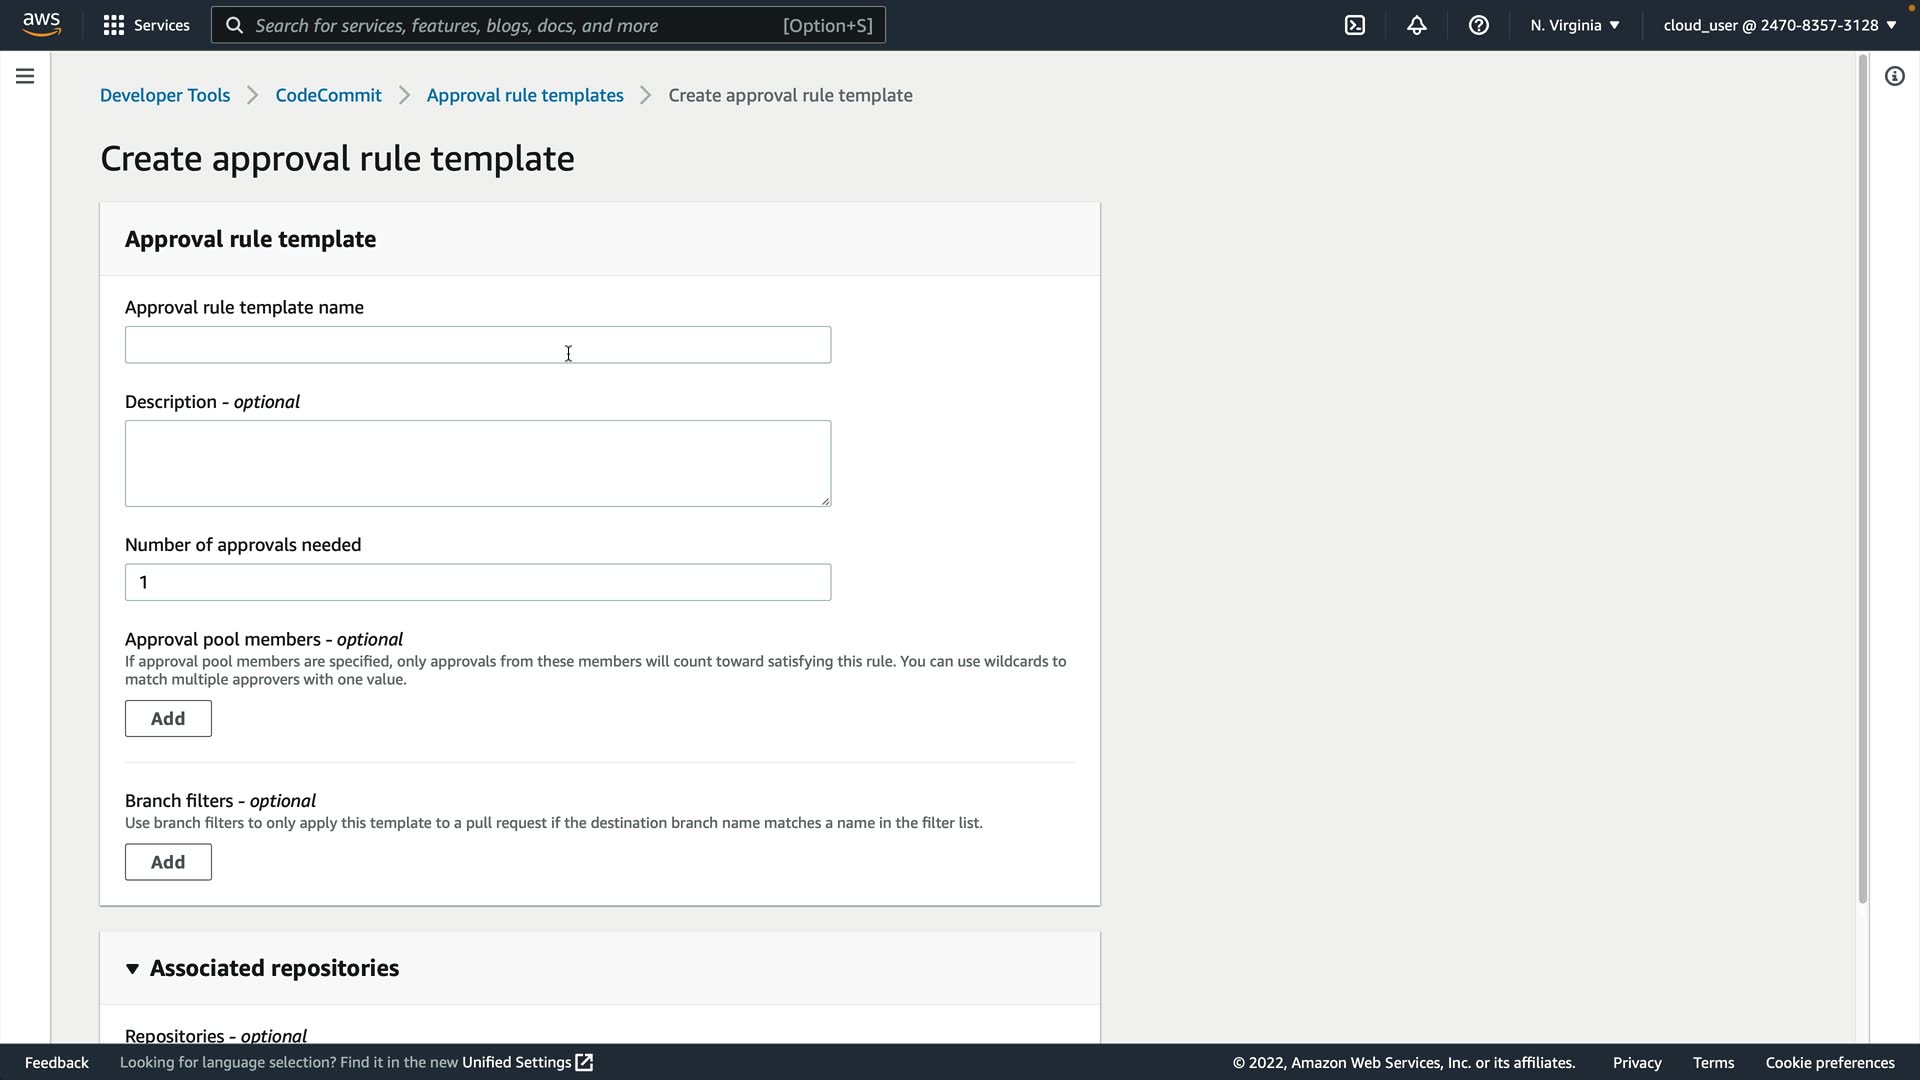 aws
Services
Search for services, features, blogs, docs, and more [Option+S]
N. Virginia ▼
cloud_user @ 2470-8357-3128 ▼
Developer Tools > CodeCommit > Approval rule templates > Create approval rule template
Create approval rule template
Approval rule template
Approval rule template name
Description - optional
Number of approvals needed
1
Approval pool members - optional
If approval pool members are specified, only approvals from these members will count toward satisfying this rule. You can use wildcards to
match multiple approvers with one value.
Add
Branch filters - optional
Use branch filters to only apply this template to a pull request if the destination branch name matches a name in the filter list.
Add
▼ Associated repositories
Repositories - optional
Feedback
Looking for language selection? Find it in the new Unified Settings
© 2022, Amazon Web Services, Inc. or its affiliates.
Privacy
Terms
Cookie preferences